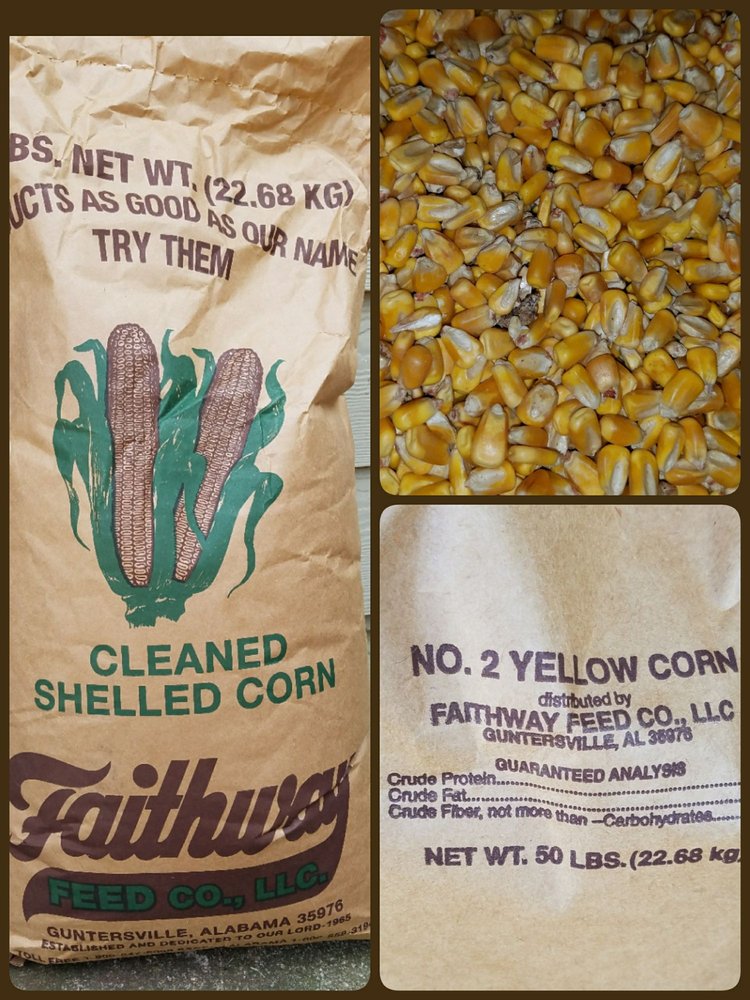 BS. NET WT. (22.68 KG)
UCTS AS GOOD AS OUR NAME
TRY THEM
CLEANED
SHELLED CORN
Faithway
FEED CO., LLC.
GUNTERSVILLE, ALABAMA 35976
ESTABLISHED AND DEDICATED TO OUR LORD-1965
TOLL FREE
NO. 2 YELLOW CORN
distributed by
FAITHWAY FEED CO., LLC
GUNTERSVILLE, AL 35976
GUARANTEED ANALYSIS
Crude Protein
Crude Fat
Crude Fiber, not more than –Carbohydrates
NET WT. 50 LBS. (22.68 kg